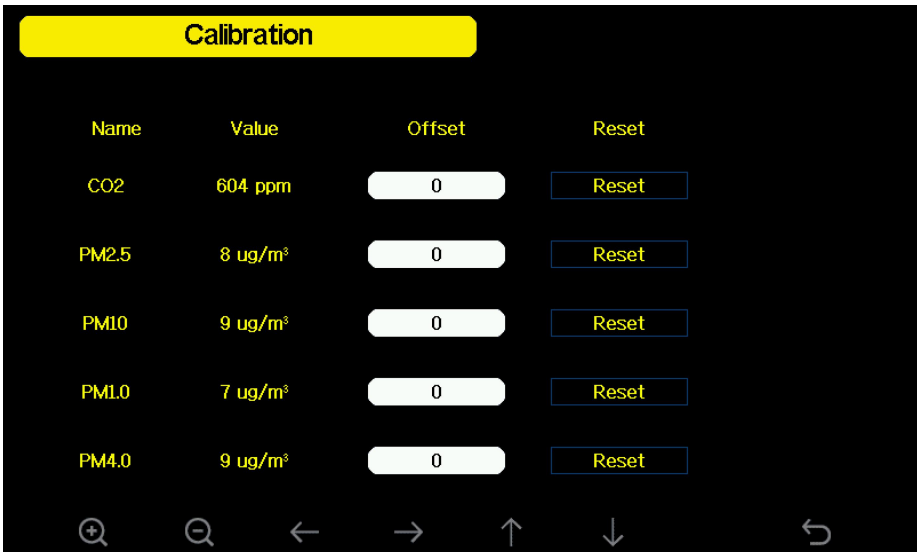 Calibration
Name Value Offset Reset
CO2 604 ppm 0 Reset
PM2.5 8 ug/m³ 0 Reset
PM10 9 ug/m³ 0 Reset
PM1.0 7 ug/m³ 0 Reset
PM4.0 9 ug/m³ 0 Reset